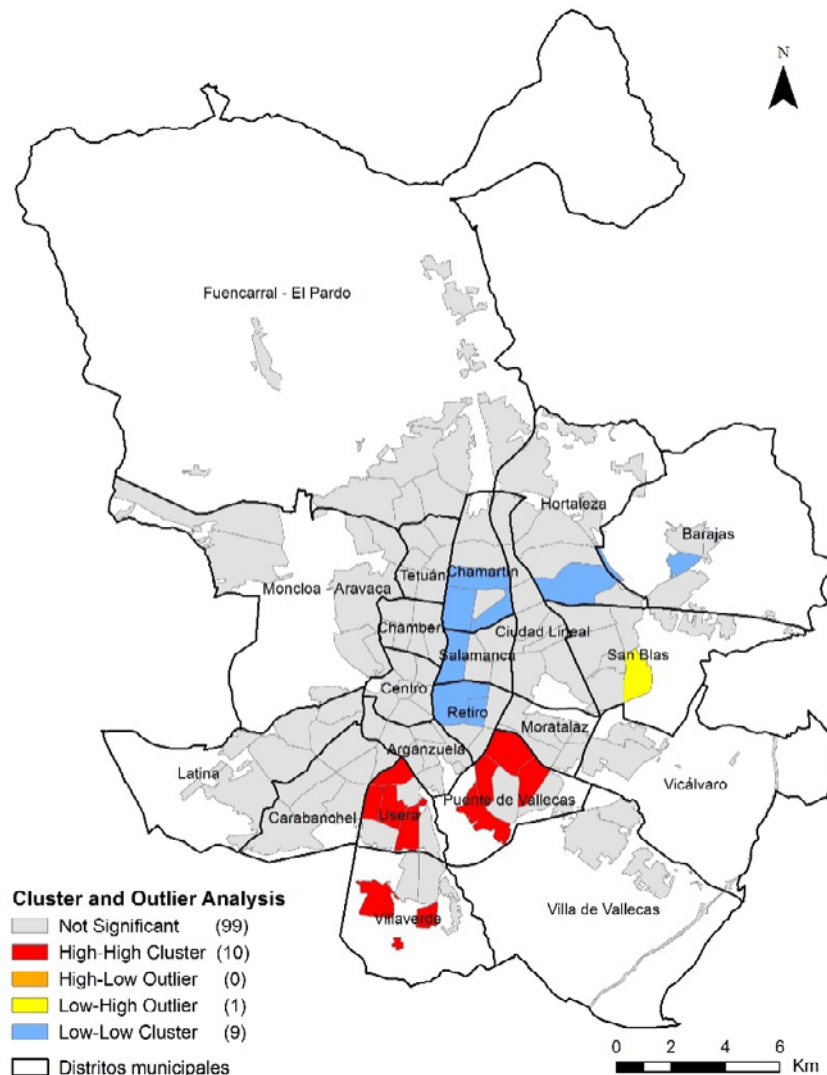 N
Fuencarral - El Pardo
Hortaleza
Barajas
Tetuán
Chamartín
Moncloa - Aravaca
Chamberí
Ciudad Lineal
Salamanca
San Blas
Centro
Retiro
Moratalaz
Arganzuela
Latina
Vicálvaro
Puente de Vallecas
Carabanchel
Usera
Villa de Vallecas
Villaverde
Cluster and Outlier Analysis
Not Significant (99)
High-High Cluster (10)
High-Low Outlier (0)
Low-High Outlier (1)
Low-Low Cluster (9)
Distritos municipales
0 1 2 4 6
Km